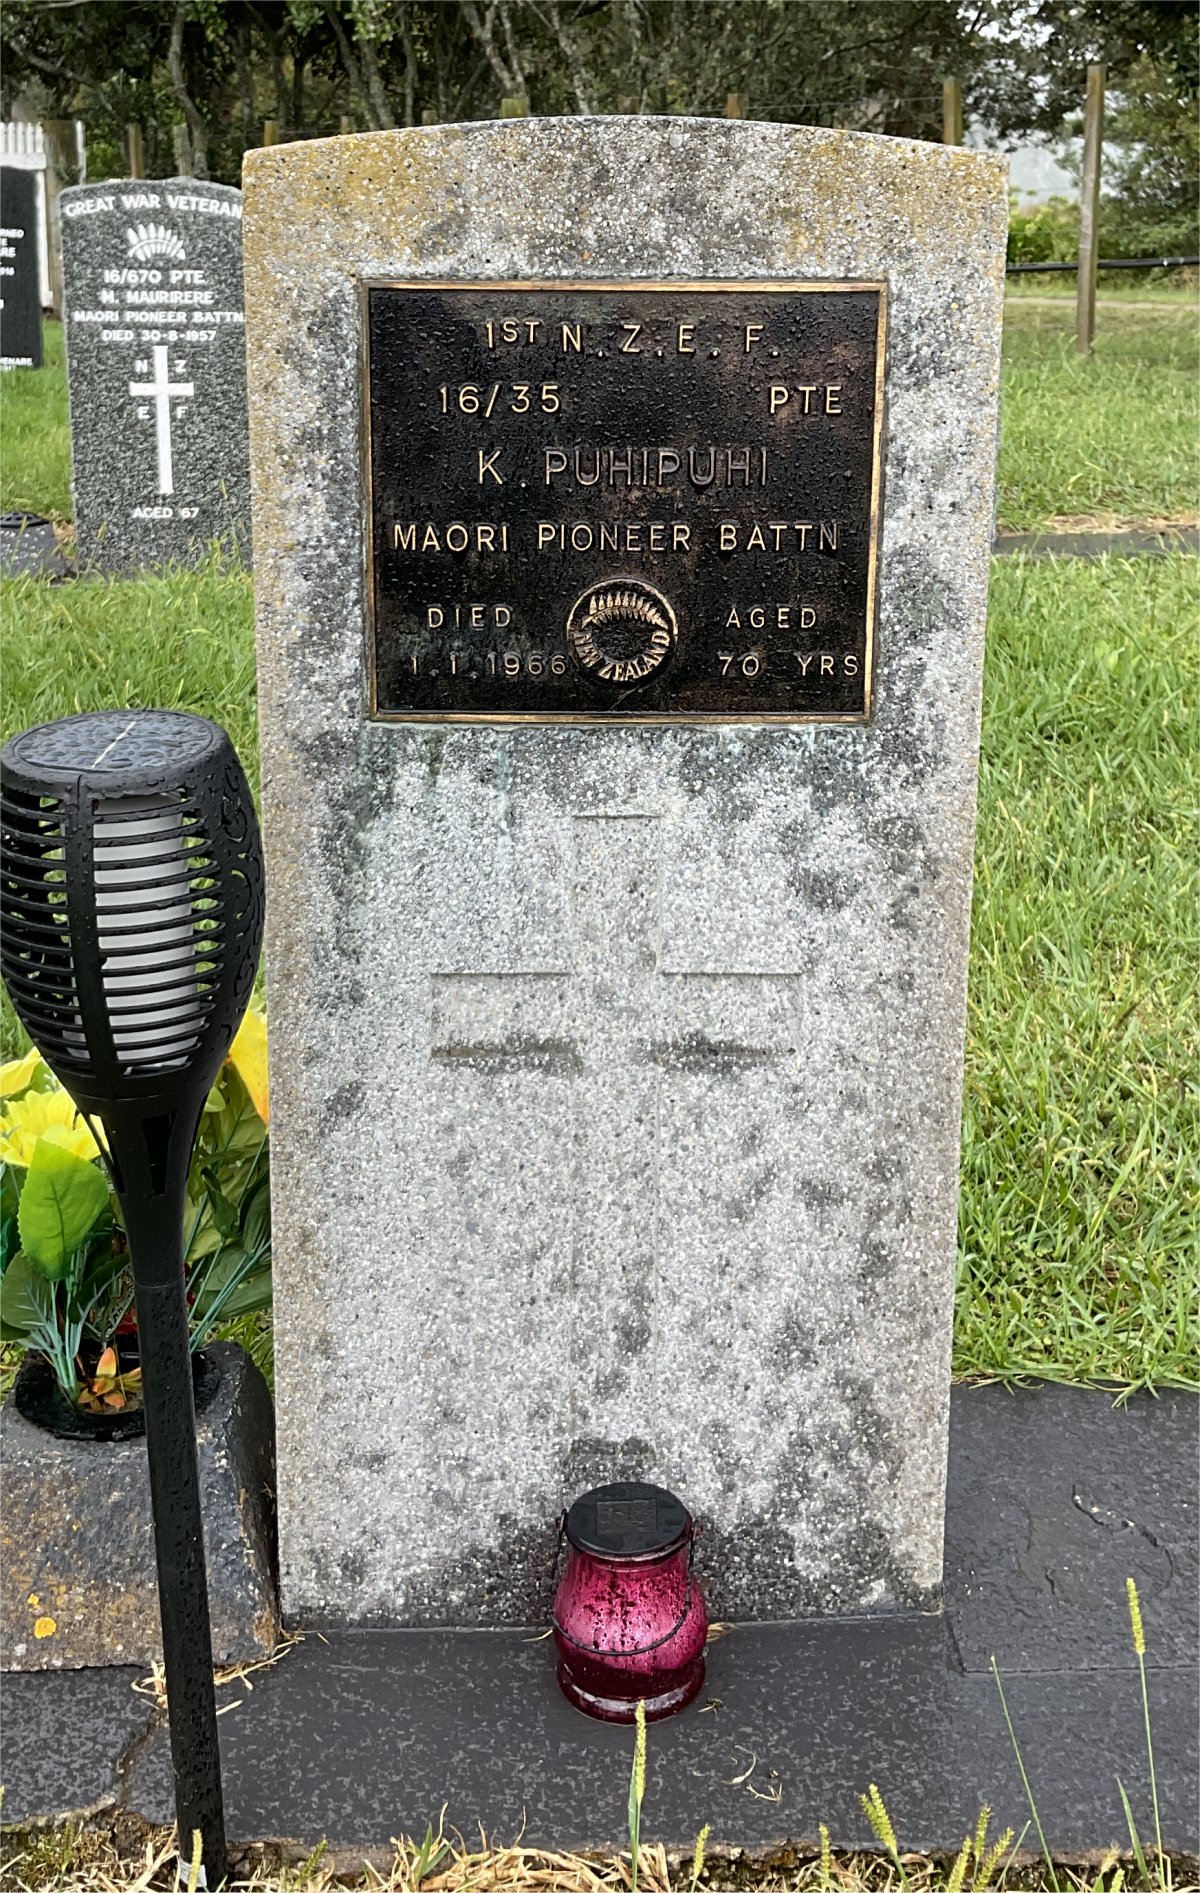 1ST N. Z. E. F.
16/35 PTE
K. PUHIPUHI
MAORI PIONEER BATTN
DIED AGED
1. 1. 1966 70 YRS
NEW ZEALAND
GREAT WAR VETERAN
16/670 PTE
M. MAURIRERE
MAORI PIONEER BATTN
DIED 30-8-1957
N Z
E F
AGED 67